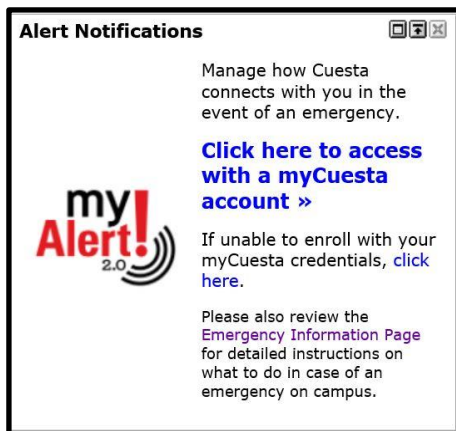 Alert Notifications
Manage how Cuesta
connects with you in the
event of an emergency.
Click here to access
with a myCuesta
account »
my
Alert!
2.0
If unable to enroll with your
myCuesta credentials, click
here.
Please also review the
Emergency Information Page
for detailed instructions on
what to do in case of an
emergency on campus.